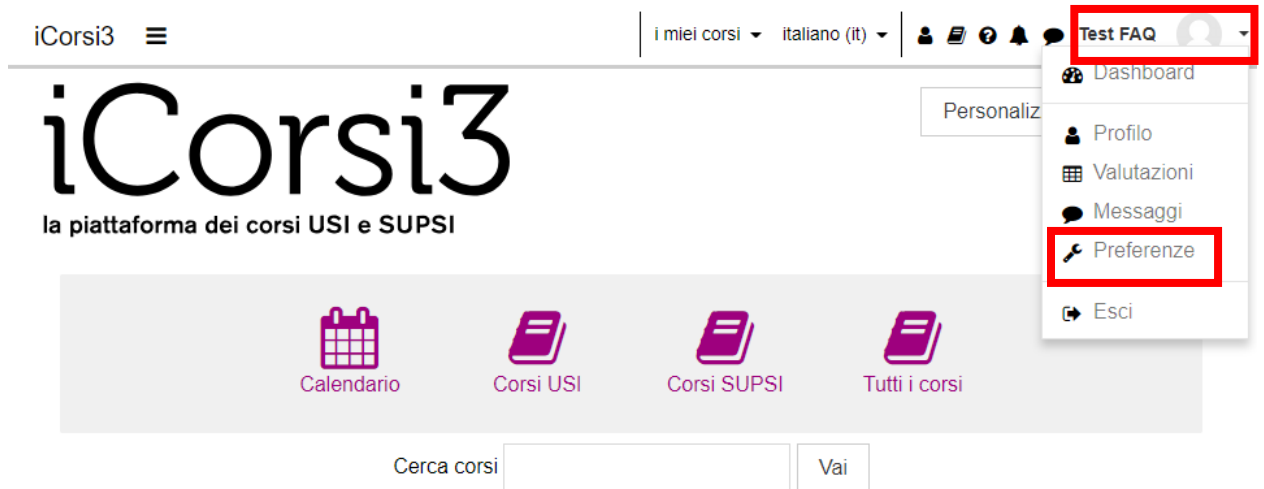 iCorsi3
i miei corsi
italiano (it)
Test FAQ
Dashboard
Profilo
Valutazioni
Messaggi
Preferenze
Esci
Personaliz
iCorsi3
la piattaforma dei corsi USI e SUPSI
Calendario
Corsi USI
Corsi SUPSI
Tutti i corsi
Cerca corsi
Vai